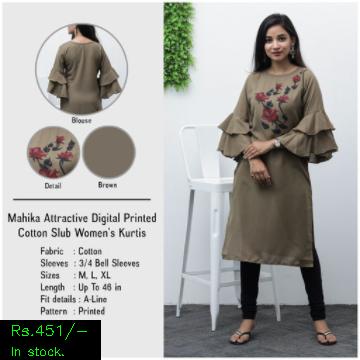 Blouse
Detail
Brown
Mahika Attractive Digital Printed
Cotton Slub Women's Kurtis
Fabric : Cotton
Sleeves : 3/4 Bell Sleeves
Sizes : M, L, XL
Length : Up To 46 in
Fit details : A-Line
Pattern : Printed
Rs.451/-
In stock.